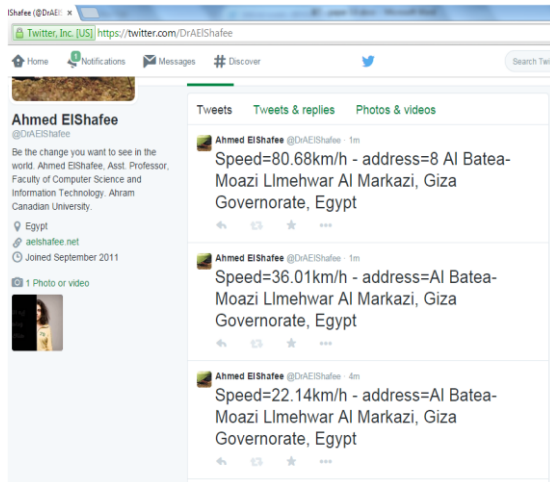 lShafee (@DrAEl
Twitter, Inc. [US] https://twitter.com/DrAElShafee
Home 1 Notifications Messages # Discover Search Twi
Ahmed ElShafee
@DrAElShafee
Be the change you want to see in the
world. Ahmed ElShafee, Asst. Professor,
Faculty of Computer Science and
Information Technology. Ahram
Canadian University.
Egypt
aelshafee.net
Joined September 2011
1 Photo or video
Tweets Tweets & replies Photos & videos
Ahmed ElShafee @DrAElShafee · 1m
Speed=80.68km/h - address=8 Al Batea-
Moazi LImehwar Al Markazi, Giza
Governorate, Egypt
Ahmed ElShafee @DrAElShafee · 1m
Speed=36.01km/h - address=Al Batea-
Moazi LImehwar Al Markazi, Giza
Governorate, Egypt
Ahmed ElShafee @DrAElShafee · 4m
Speed=22.14km/h - address=Al Batea-
Moazi LImehwar Al Markazi, Giza
Governorate, Egypt